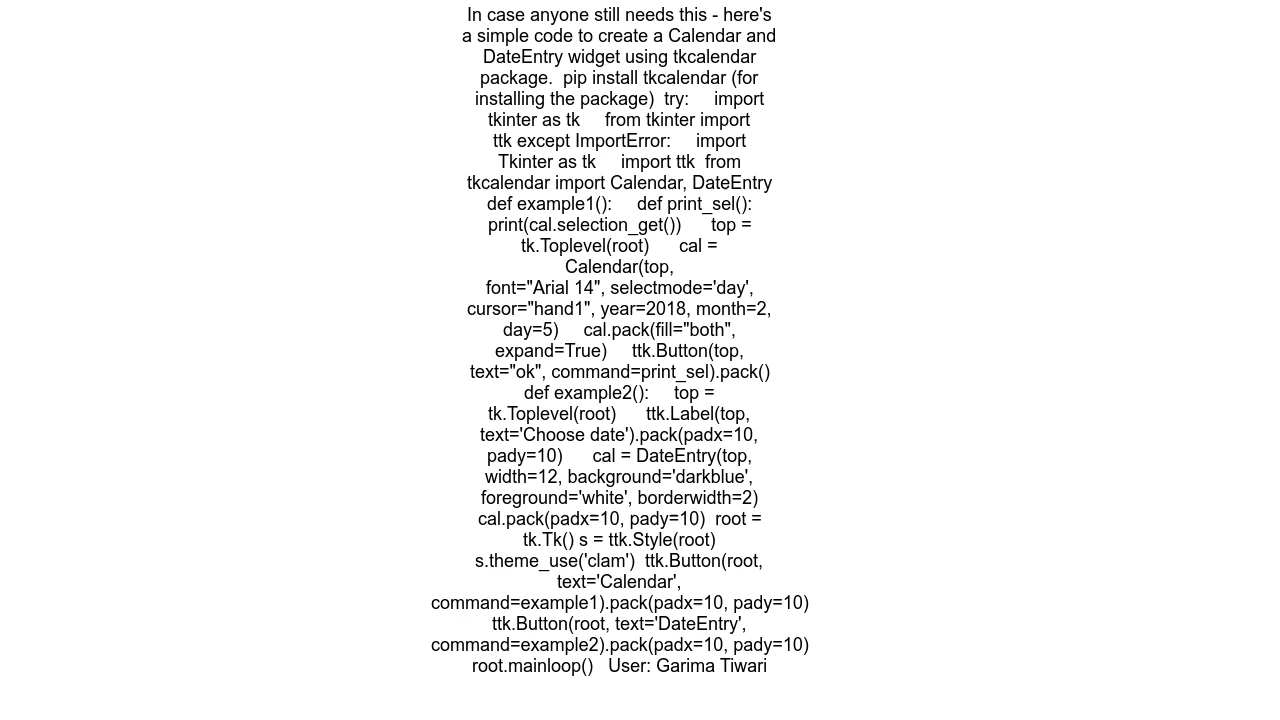 In case anyone still needs this - here's
a simple code to create a Calendar and
DateEntry widget using tkcalendar
package.  pip install tkcalendar (for
installing the package)  try:     import
tkinter as tk     from tkinter import
ttk except ImportError:     import
Tkinter as tk     import ttk  from
tkcalendar import Calendar, DateEntry
def example1():     def print_sel():
print(cal.selection_get())      top =
tk.Toplevel(root)      cal =
Calendar(top,
font="Arial 14", selectmode='day',
cursor="hand1", year=2018, month=2,
day=5)     cal.pack(fill="both",
expand=True)     ttk.Button(top,
text="ok", command=print_sel).pack()
def example2():     top =
tk.Toplevel(root)      ttk.Label(top,
text='Choose date').pack(padx=10,
pady=10)      cal = DateEntry(top,
width=12, background='darkblue',
foreground='white', borderwidth=2)
cal.pack(padx=10, pady=10)  root =
tk.Tk() s = ttk.Style(root)
s.theme_use('clam')  ttk.Button(root,
text='Calendar',
command=example1).pack(padx=10, pady=10)
ttk.Button(root, text='DateEntry',
command=example2).pack(padx=10, pady=10)
root.mainloop()   User: Garima Tiwari